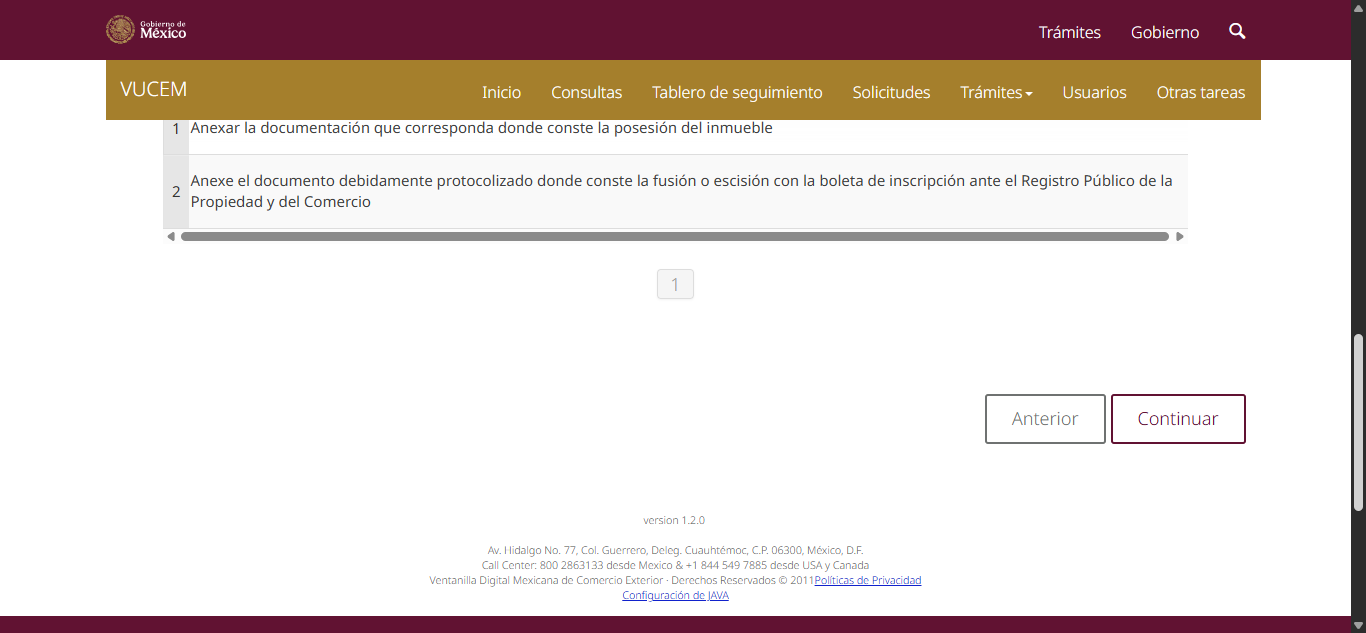 Gobierno de
México
Trámites Gobierno
VUCEM Inicio Consultas Tablero de seguimiento Solicitudes Trámites Usuarios Otras tareas
1 Anexar la documentación que corresponda donde conste la posesión del inmueble
2 Anexe el documento debidamente protocolizado donde conste la fusión o escisión con la boleta de inscripción ante el Registro Público de la
Propiedad y del Comercio
1
Anterior Continuar
version 1.2.0
Av. Hidalgo No. 77, Col. Guerrero, Deleg. Cuauhtémoc, C.P. 06300, México, D.F.
Call Center: 800 2863133 desde Mexico & +1 844 549 7885 desde USA y Canada
Ventanilla Digital Mexicana de Comercio Exterior · Derechos Reservados © 2011Políticas de Privacidad
Configuración de JAVA